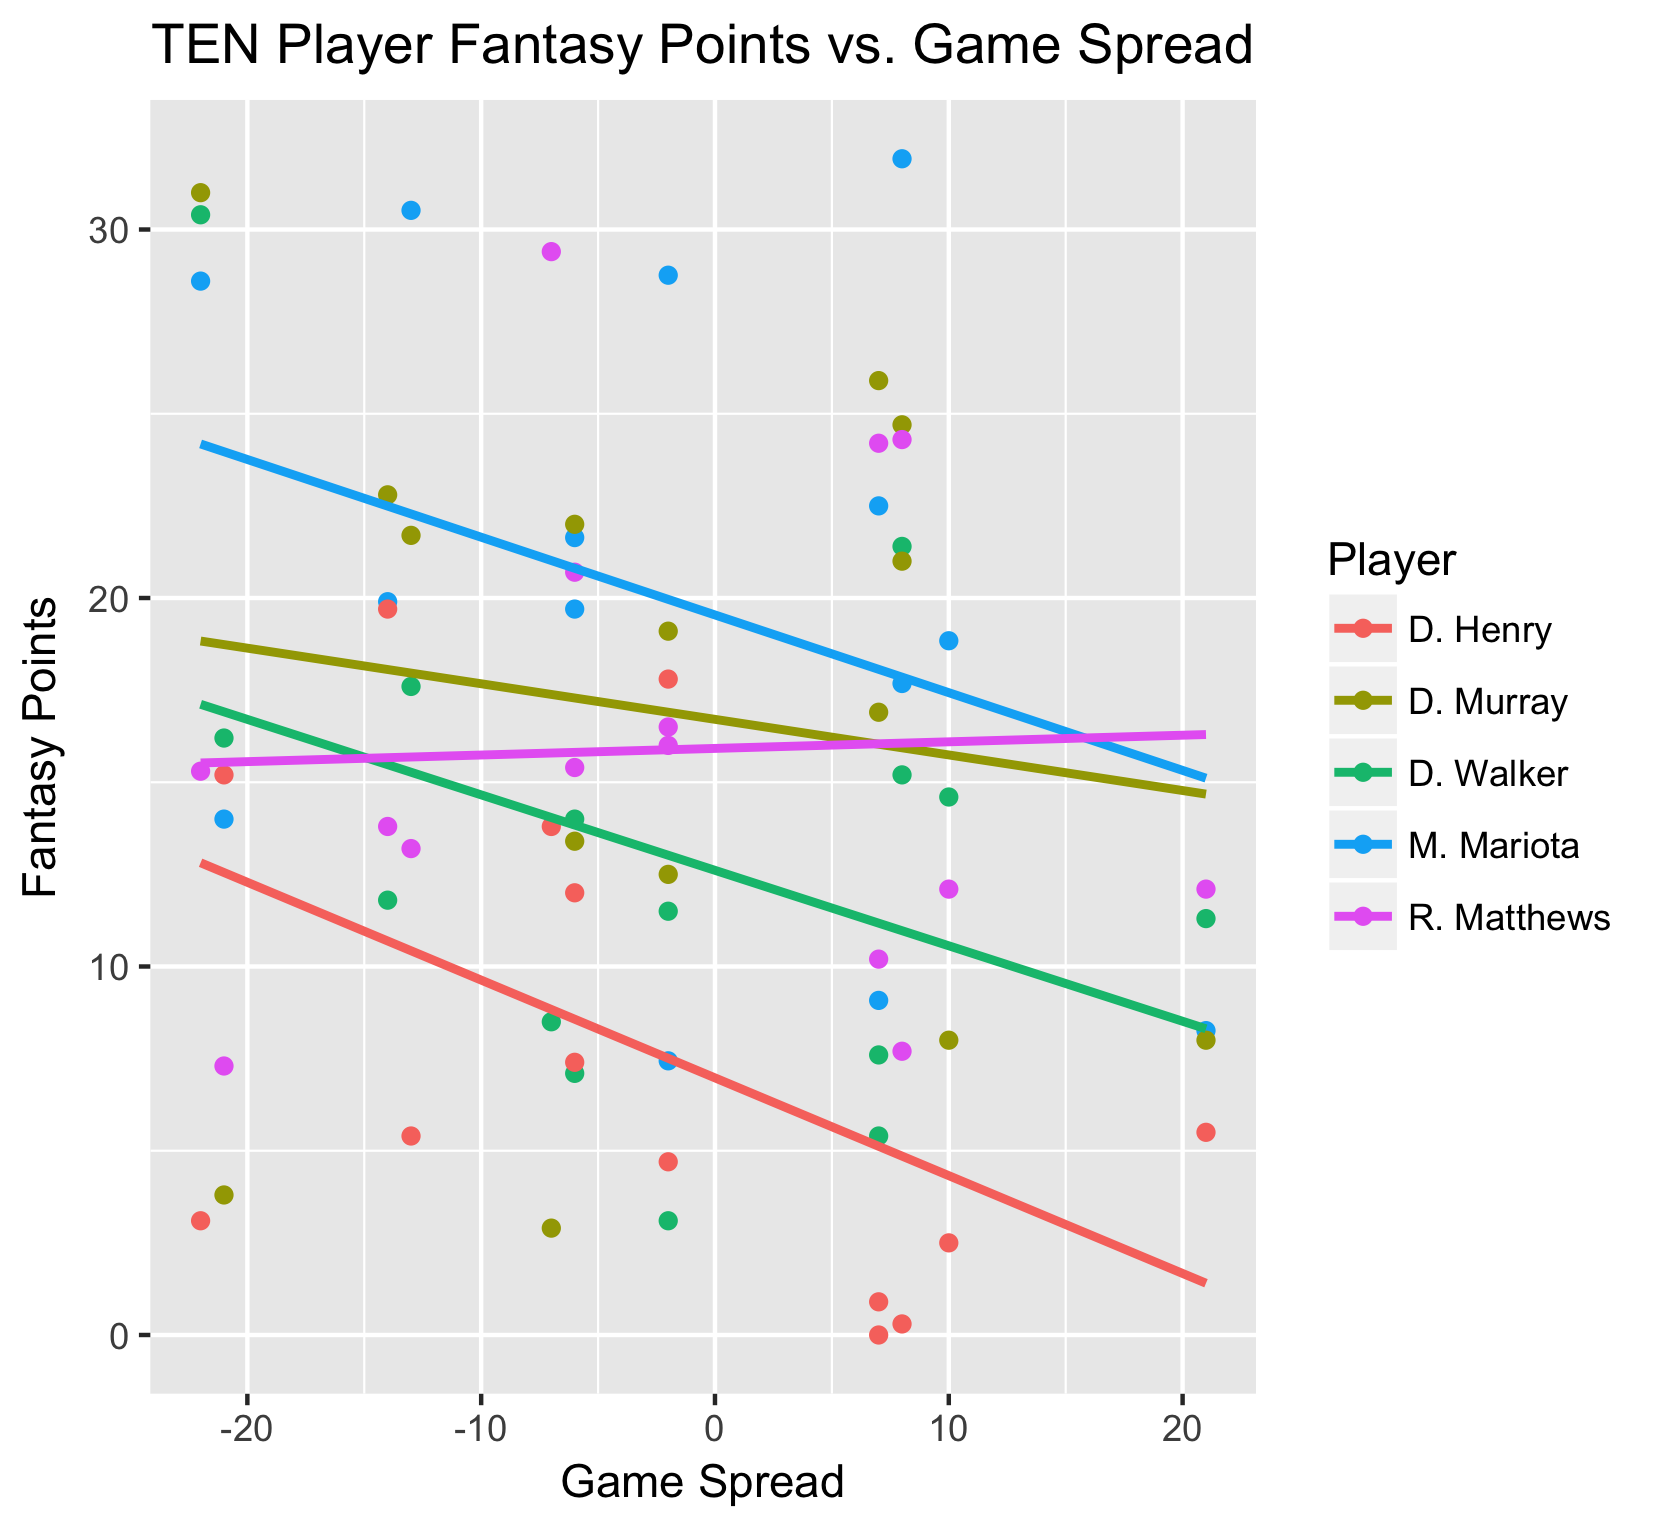 TEN Player Fantasy Points vs. Game Spread
Fantasy Points
30
20
10
0
-20
-10
0
10
20
Game Spread
Player
D. Henry
D. Murray
D. Walker
M. Mariota
R. Matthews